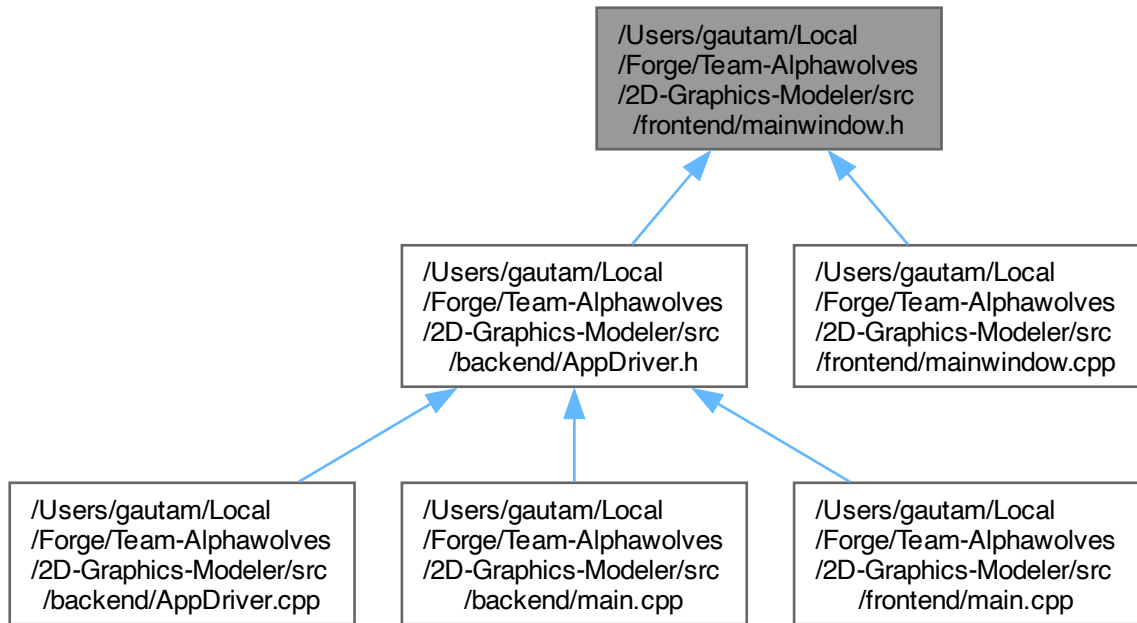 /Users/gautam/Local
/Forge/Team-Alphawolves
/2D-Graphics-Modeler/src
/frontend/mainwindow.h
/Users/gautam/Local
/Forge/Team-Alphawolves
/2D-Graphics-Modeler/src
/backend/AppDriver.h
/Users/gautam/Local
/Forge/Team-Alphawolves
/2D-Graphics-Modeler/src
/frontend/mainwindow.cpp
/Users/gautam/Local
/Forge/Team-Alphawolves
/2D-Graphics-Modeler/src
/backend/AppDriver.cpp
/Users/gautam/Local
/Forge/Team-Alphawolves
/2D-Graphics-Modeler/src
/backend/main.cpp
/Users/gautam/Local
/Forge/Team-Alphawolves
/2D-Graphics-Modeler/src
/frontend/main.cpp